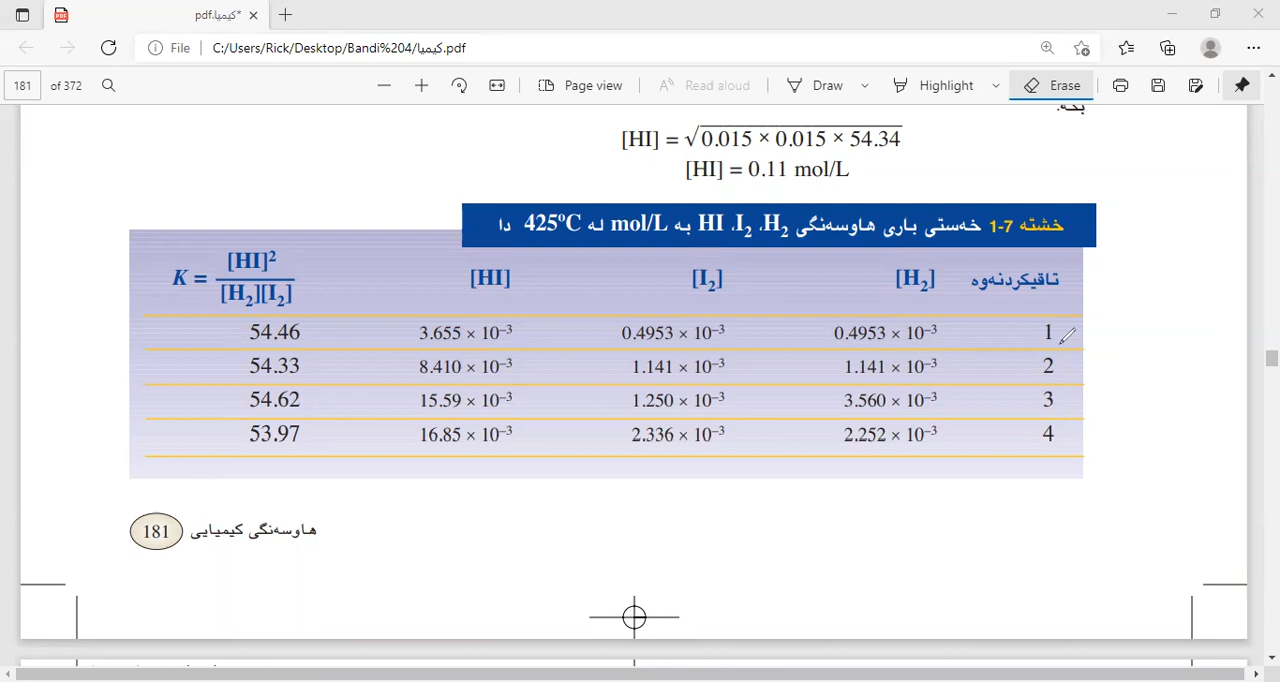 كیمیا.pdf*
File C:/Users/Rick/Desktop/Bandi%204/كیمیا.pdf
181 of 372 Page view Read aloud Draw Highlight Erase
بکە.
[HI] = √0.015 × 0.015 × 54.34
[HI] = 0.11 mol/L
خشتە 7-1 خەستی باری هاوسەنگی H₂، I₂، HI بە mol/L لە 425°C دا
تاقیکردنەوە [H₂] [I₂] [HI] K = [HI]² / [H₂][I₂]
1 0.4953 × 10⁻³ 0.4953 × 10⁻³ 3.655 × 10⁻³ 54.46
2 1.141 × 10⁻³ 1.141 × 10⁻³ 8.410 × 10⁻³ 54.33
3 3.560 × 10⁻³ 1.250 × 10⁻³ 15.59 × 10⁻³ 54.62
4 2.252 × 10⁻³ 2.336 × 10⁻³ 16.85 × 10⁻³ 53.97
هاوسەنگی کیمیایی 181